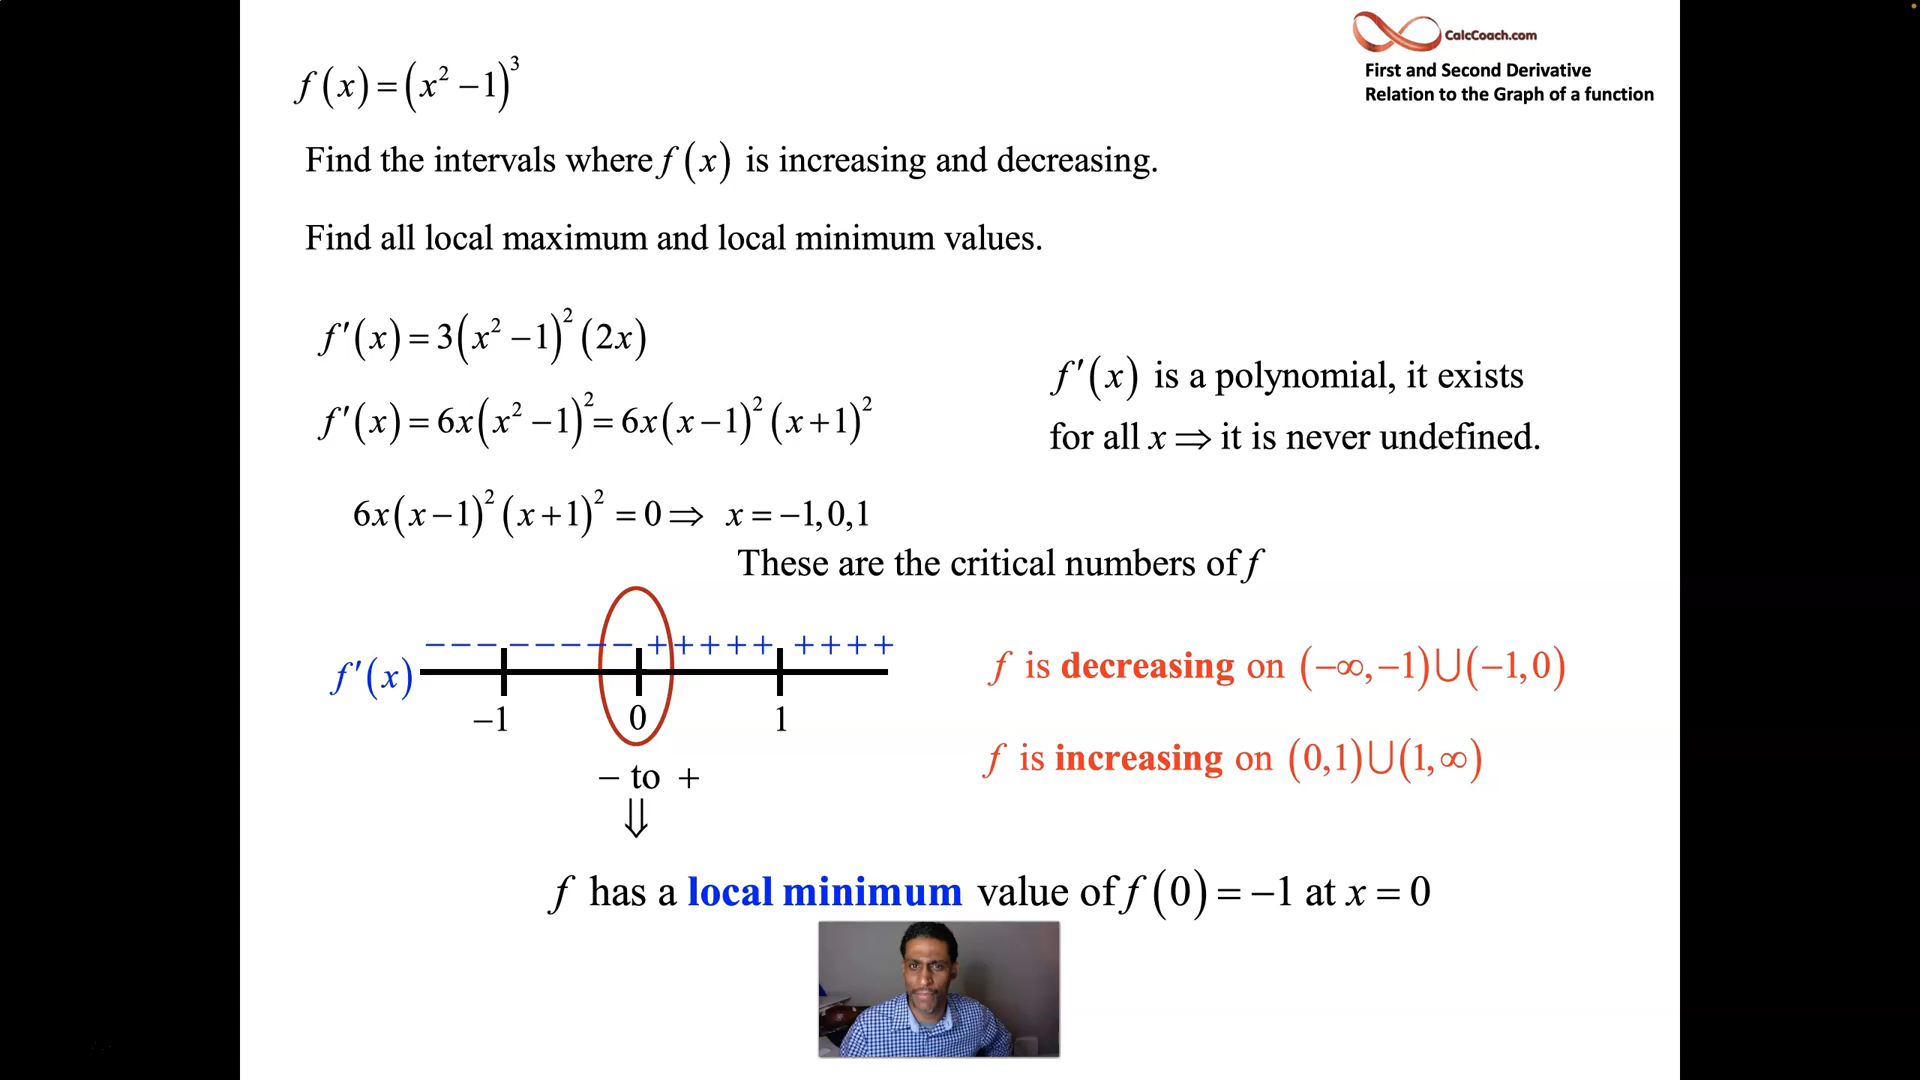 CalcCoach.com
First and Second Derivative
Relation to the Graph of a function
f(x) = (x² − 1)³
Find the intervals where f(x) is increasing and decreasing.
Find all local maximum and local minimum values.
f′(x) = 3(x² − 1)²(2x)
f′(x) = 6x(x² − 1)² = 6x(x − 1)²(x + 1)²
f′(x) is a polynomial, it exists
for all x ⇒ it is never undefined.
6x(x − 1)²(x + 1)² = 0 ⇒ x = −1, 0, 1
These are the critical numbers of f
− − − − − − − − + + + + + + + + +
f′(x)
−1 0 1
− to +
⇓
f is decreasing on (−∞, −1) ∪ (−1, 0)
f is increasing on (0, 1) ∪ (1, ∞)
f has a local minimum value of f(0) = −1 at x = 0